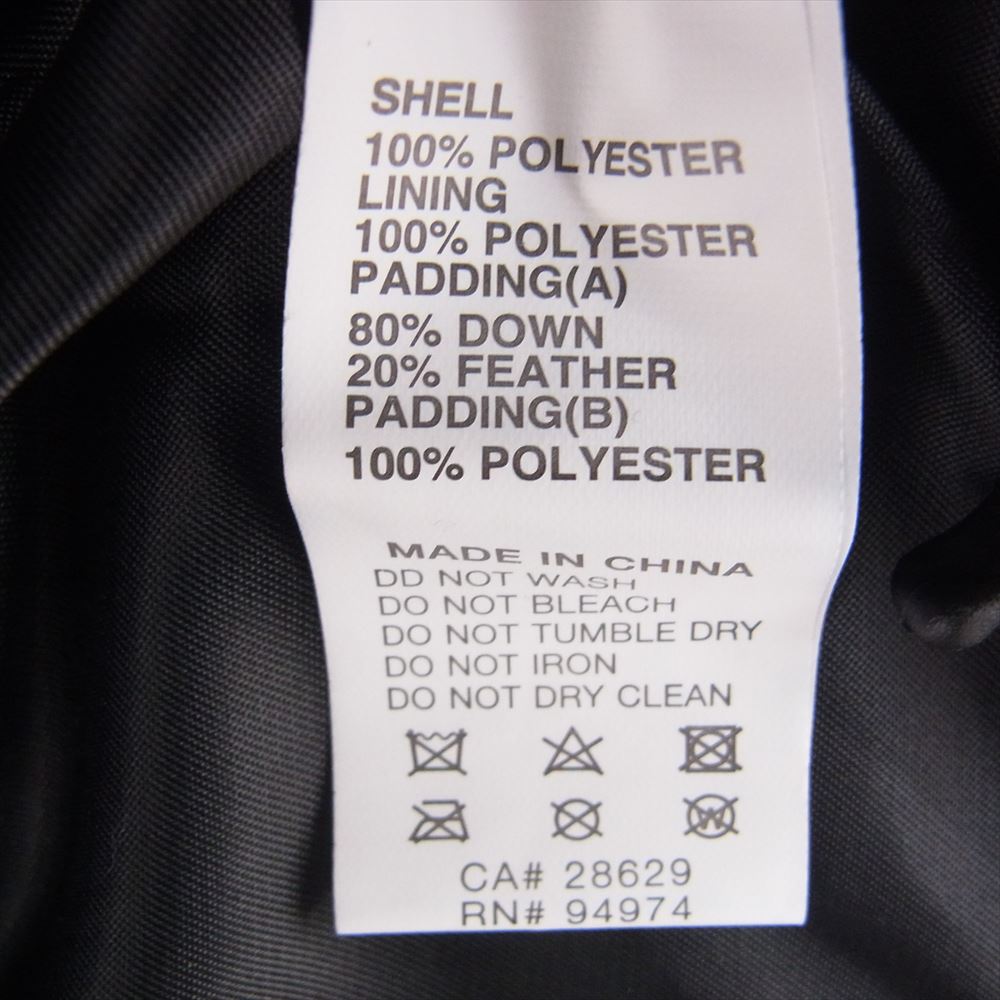 SHELL
100% POLYESTER
LINING
100% POLYESTER
PADDING(A)
80% DOWN
20% FEATHER
PADDING(B)
100% POLYESTER
MADE IN CHINA
DD NOT WASH
DO NOT BLEACH
DO NOT TUMBLE DRY
DO NOT IRON
DO NOT DRY CLEAN
W
CA# 28629
RN# 94974